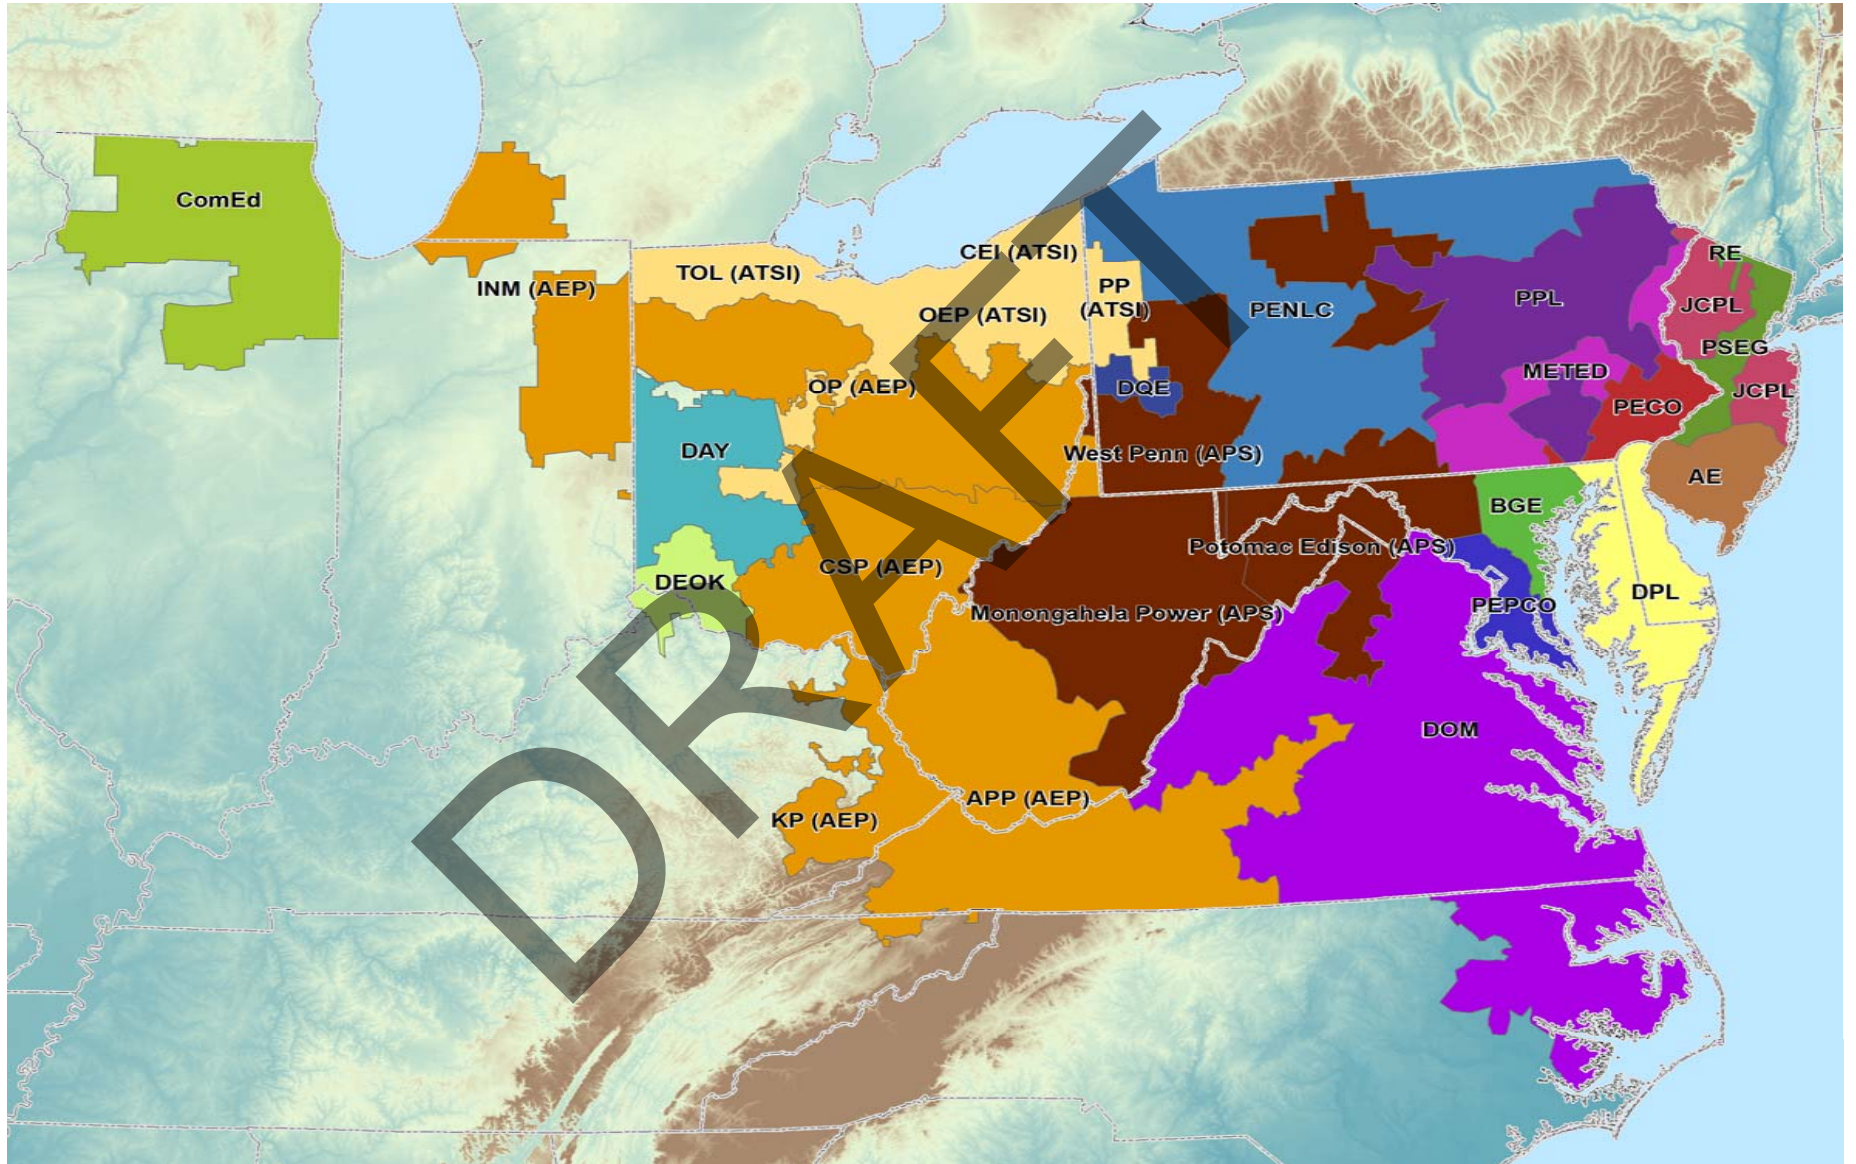 ComEd
CEI (ATSI)
RE
TOL (ATSI)
INM (AEP)
PP
(ATSI)
PPL
JCPL
OEP (ATSI)
PENLC
PSEG
METED
OP (AEP)
DQE
JCPL
PECO
DAY
West Penn (APS)
AE
BGE
Potomac Edison (APS)
CSP (AEP)
DEOK
DPL
PEPCO
Monongahela Power (APS)
DOM
APP (AEP)
KP (AEP)
DRAFT